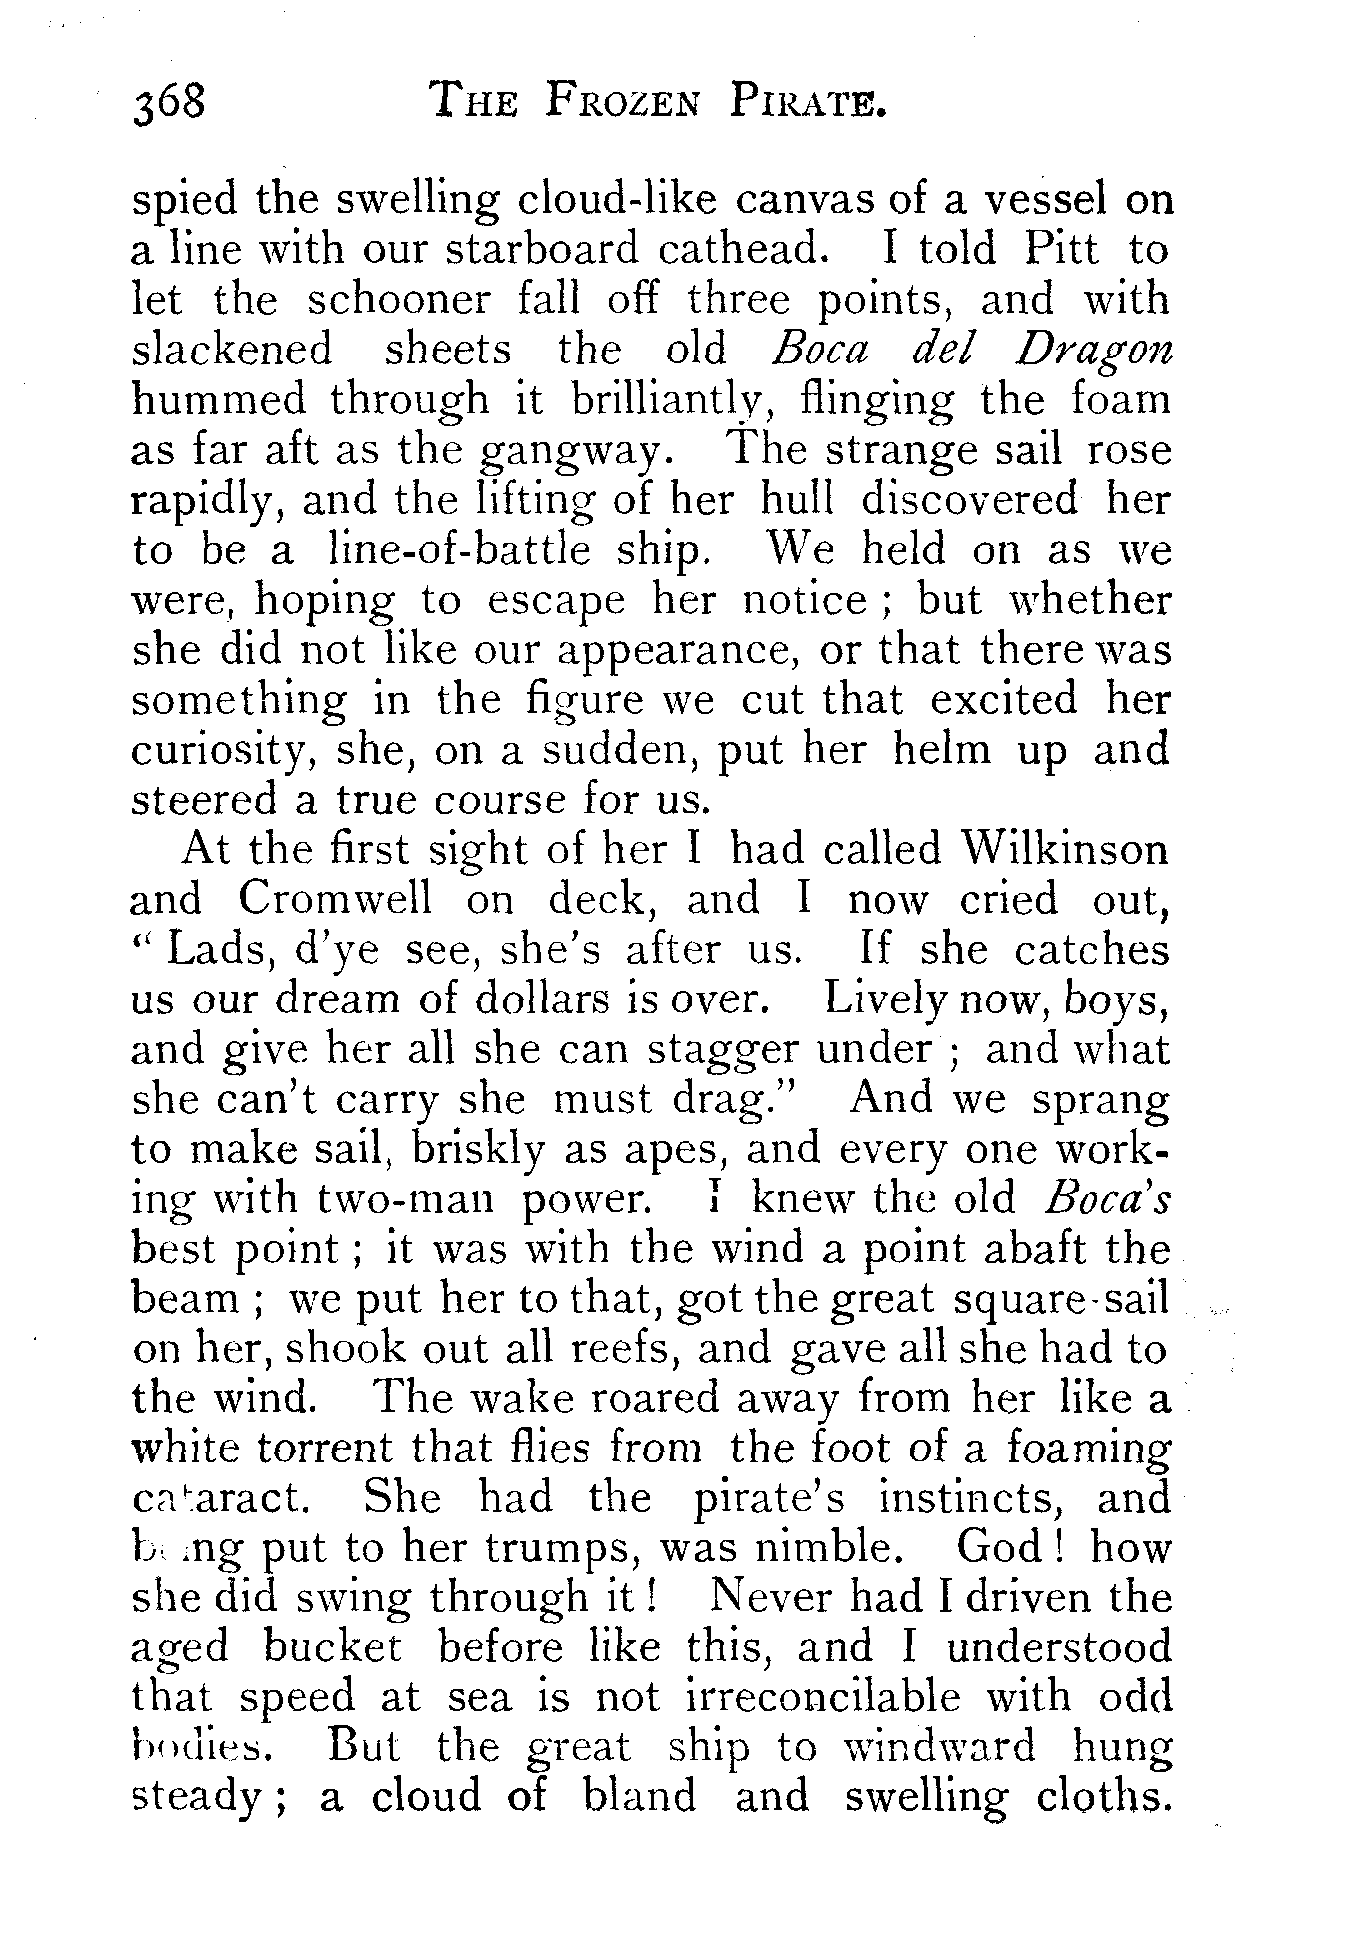 368 THE FROZEN PIRATE.
spied the swelling cloud-like canvas of a vessel on
a line with our starboard cathead. I told Pitt to
let the schooner fall off three points, and with
slackened sheets the old Boca del Dragon
hummed through it brilliantly, flinging the foam
as far aft as the gangway. The strange sail rose
rapidly, and the lifting of her hull discovered her
to be a line-of-battle ship. We held on as we
were, hoping to escape her notice ; but whether
she did not like our appearance, or that there was
something in the figure we cut that excited her
curiosity, she, on a sudden, put her helm up and
steered a true course for us.
At the first sight of her I had called Wilkinson
and Cromwell on deck, and I now cried out,
“ Lads, d’ye see, she’s after us. If she catches
us our dream of dollars is over. Lively now, boys,
and give her all she can stagger under ; and what
she can’t carry she must drag.” And we sprang
to make sail, briskly as apes, and every one work-
ing with two-man power. I knew the old Boca’s
best point ; it was with the wind a point abaft the
beam ; we put her to that, got the great square-sail
on her, shook out all reefs, and gave all she had to
the wind. The wake roared away from her like a
white torrent that flies from the foot of a foaming
cataract. She had the pirate’s instincts, and
being put to her trumps, was nimble. God ! how
she did swing through it ! Never had I driven the
aged bucket before like this, and I understood
that speed at sea is not irreconcilable with odd
bodies. But the great ship to windward hung
steady ; a cloud of bland and swelling cloths.